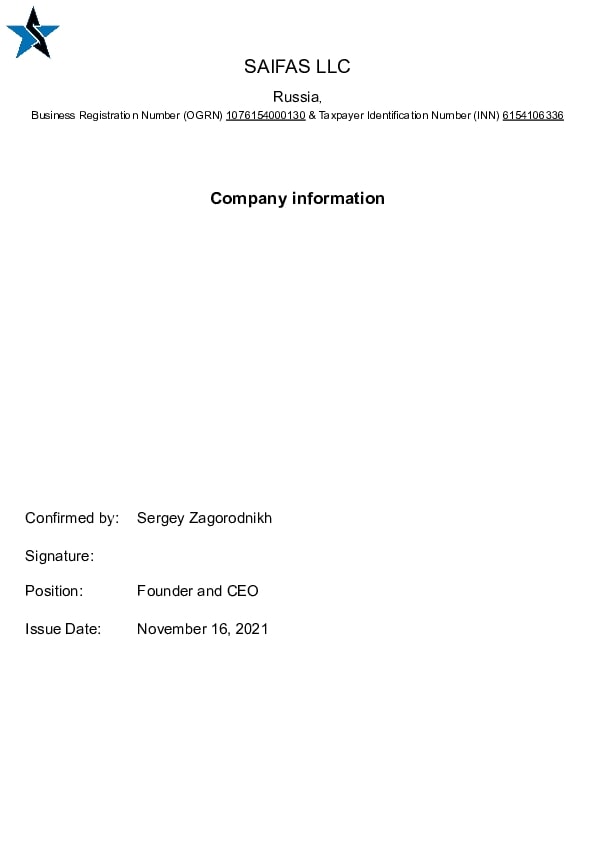 SAIFAS LLC
Russia,
Business Registration Number (OGRN) 1076154000130 & Taxpayer Identification Number (INN) 6154106336
Company information
Confirmed by: Sergey Zagorodnikh
Signature:
Position: Founder and CEO
Issue Date: November 16, 2021